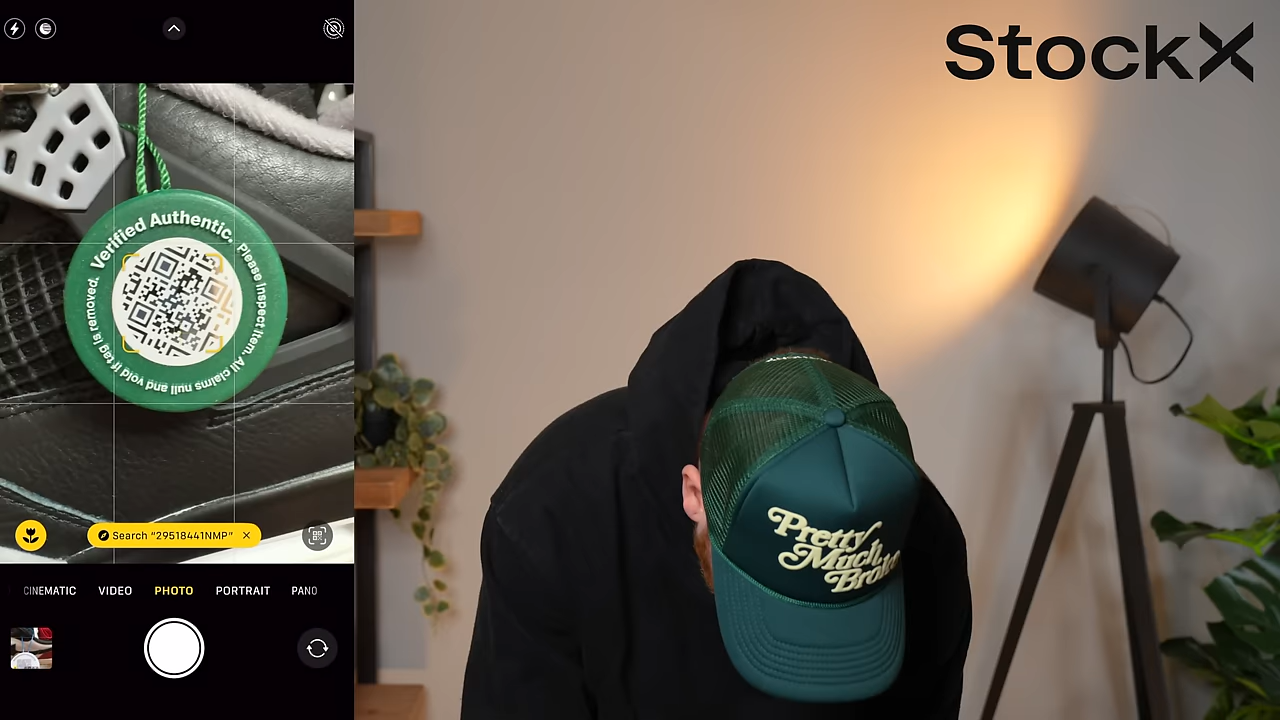 StockX
Verified Authentic.
Please inspect item. All claims null and void if tag is removed.
Search "29518441NMP" ×
CINEMATIC
VIDEO
PHOTO
PORTRAIT
PANO
Pretty
Much
Broke